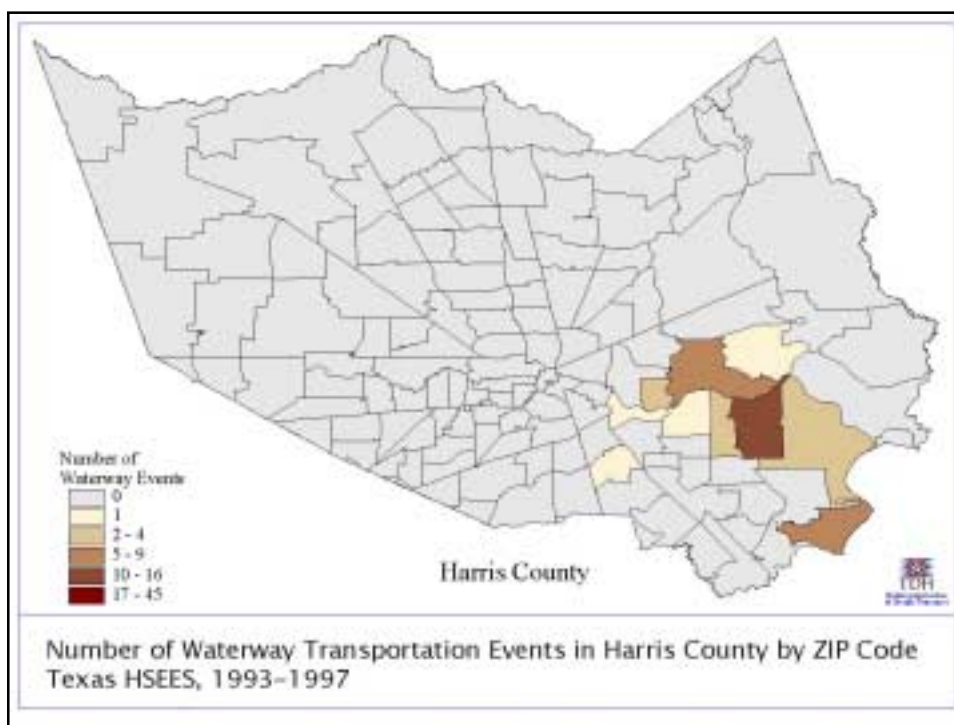 Number of
Waterway Events
0
1
2 - 4
5 - 9
10 - 16
17 - 45
Harris County
TDH
Number of Waterway Transportation Events in Harris County by ZIP Code
Texas HSEES, 1993-1997